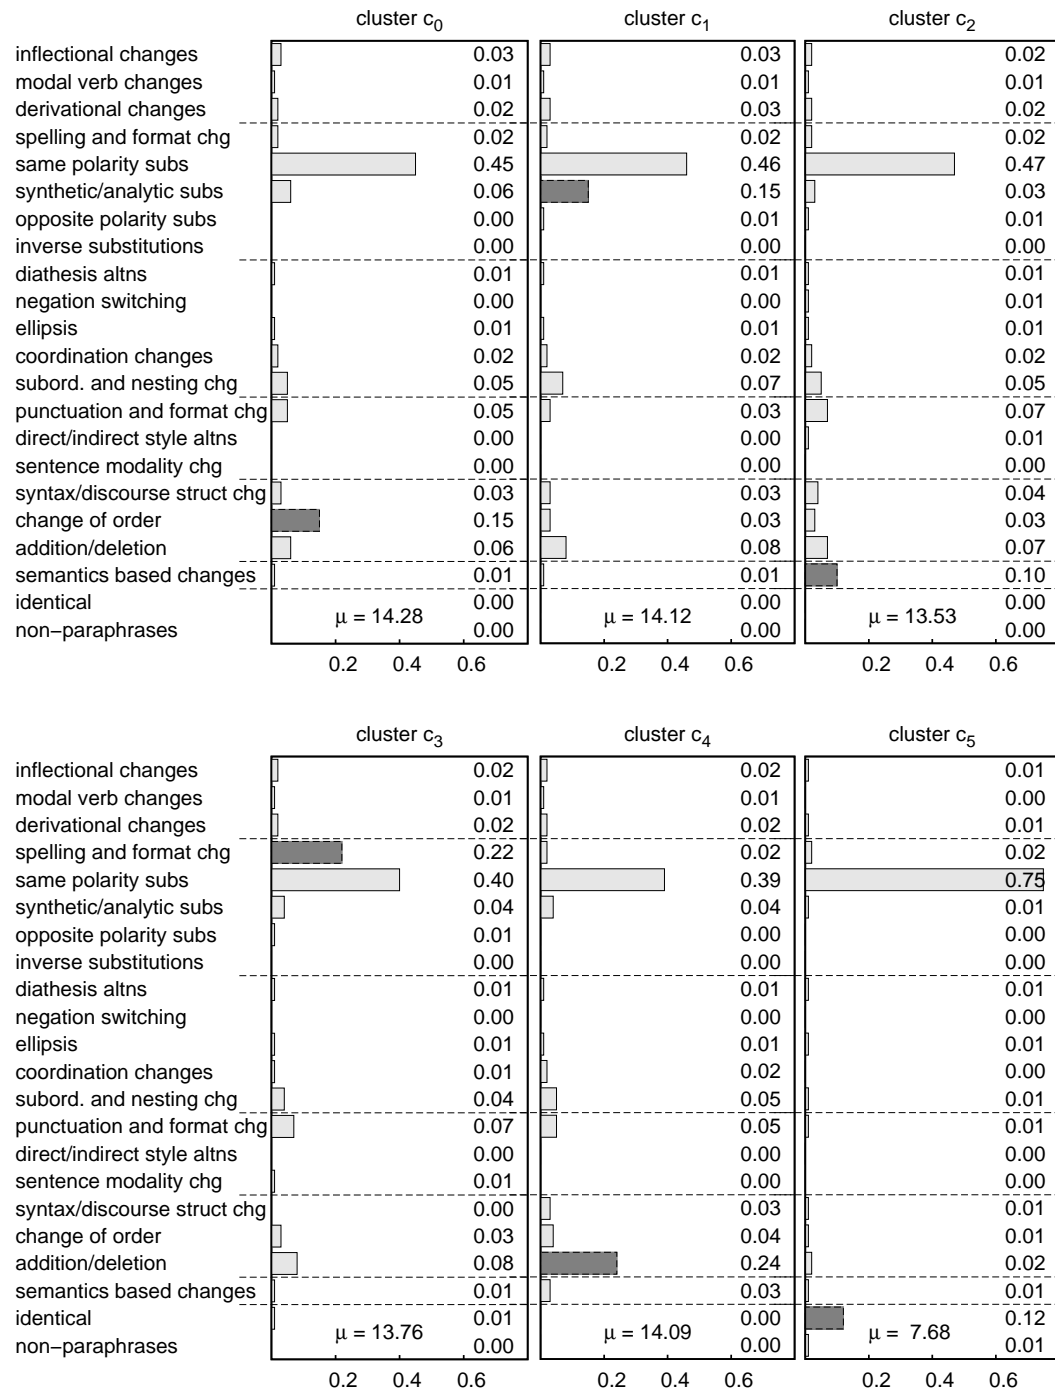 cluster c0 cluster c1 cluster c2
inflectional changes 0.03 0.03 0.02
modal verb changes 0.01 0.01 0.01
derivational changes 0.02 0.03 0.02
spelling and format chg 0.02 0.02 0.02
same polarity subs 0.45 0.46 0.47
synthetic/analytic subs 0.06 0.15 0.03
opposite polarity subs 0.00 0.01 0.01
inverse substitutions 0.00 0.00 0.00
diathesis altns 0.01 0.01 0.01
negation switching 0.00 0.00 0.01
ellipsis 0.01 0.01 0.01
coordination changes 0.02 0.02 0.02
subord. and nesting chg 0.05 0.07 0.05
punctuation and format chg 0.05 0.03 0.07
direct/indirect style altns 0.00 0.00 0.01
sentence modality chg 0.00 0.00 0.00
syntax/discourse struct chg 0.03 0.03 0.04
change of order 0.15 0.03 0.03
addition/deletion 0.06 0.08 0.07
semantics based changes 0.01 0.01 0.10
identical 0.00 0.00 0.00
μ = 14.28 μ = 14.12 μ = 13.53
non−paraphrases 0.00 0.00 0.00
0.2 0.4 0.6 0.2 0.4 0.6 0.2 0.4 0.6
cluster c3 cluster c4 cluster c5
inflectional changes 0.02 0.02 0.01
modal verb changes 0.01 0.01 0.00
derivational changes 0.02 0.02 0.01
spelling and format chg 0.22 0.02 0.02
same polarity subs 0.40 0.39 0.75
synthetic/analytic subs 0.04 0.04 0.01
opposite polarity subs 0.01 0.00 0.00
inverse substitutions 0.00 0.00 0.00
diathesis altns 0.01 0.01 0.01
negation switching 0.00 0.00 0.00
ellipsis 0.01 0.01 0.01
coordination changes 0.01 0.02 0.00
subord. and nesting chg 0.04 0.05 0.01
punctuation and format chg 0.07 0.05 0.01
direct/indirect style altns 0.00 0.00 0.00
sentence modality chg 0.01 0.00 0.00
syntax/discourse struct chg 0.00 0.03 0.01
change of order 0.03 0.04 0.01
addition/deletion 0.08 0.24 0.02
semantics based changes 0.01 0.03 0.01
identical 0.01 0.00 0.12
μ = 13.76 μ = 14.09 μ = 7.68
non−paraphrases 0.00 0.00 0.01
0.2 0.4 0.6 0.2 0.4 0.6 0.2 0.4 0.6